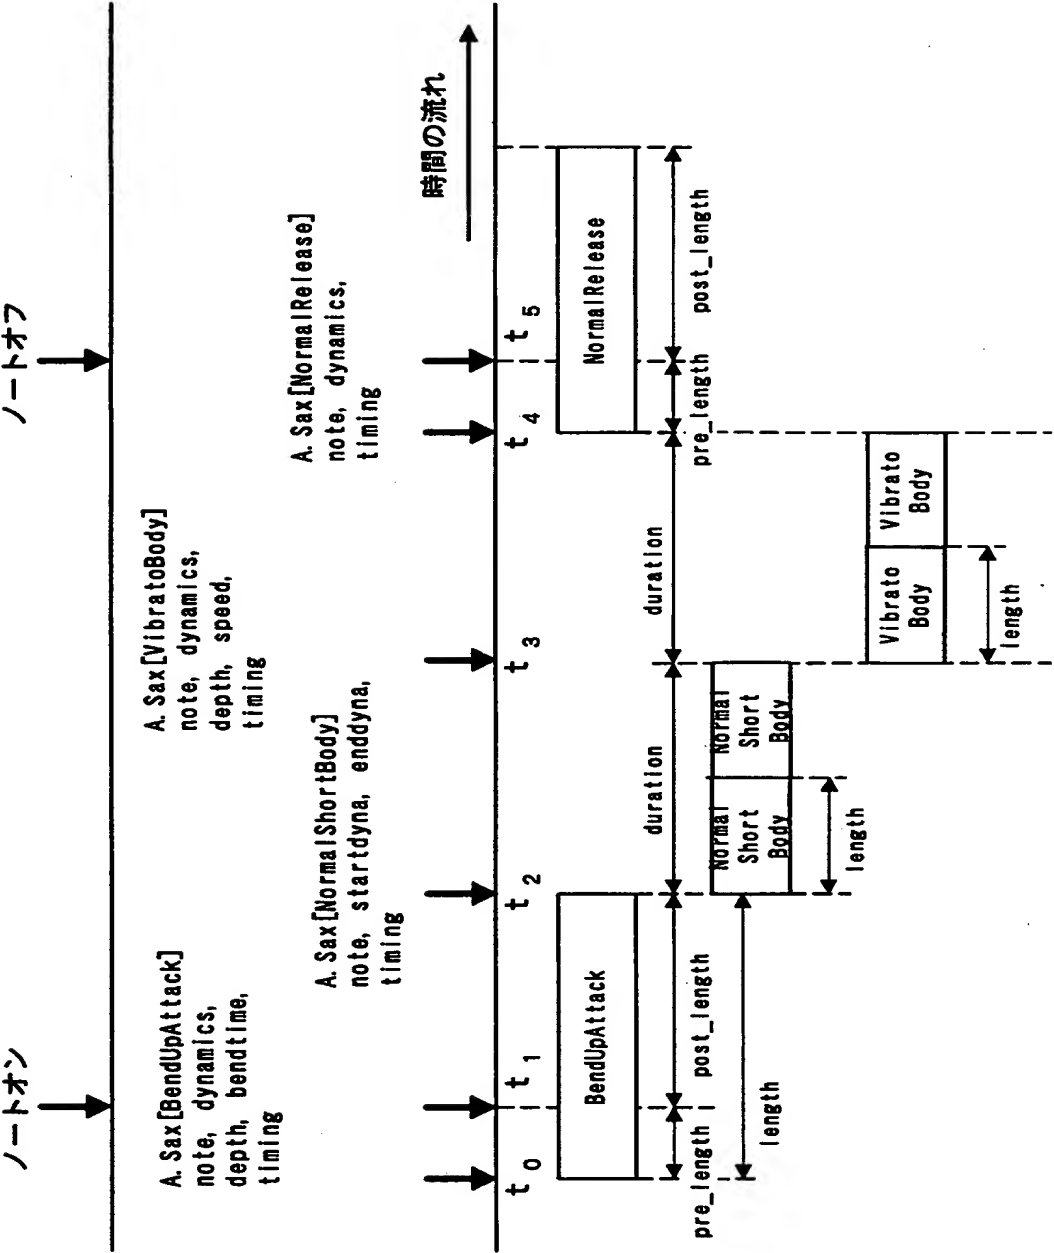 ノートオン
ノートオフ
A.Sax[BendUpAttack]
note, dynamics,
depth, bendtime,
timing
A.Sax[VibratoBody]
note, dynamics,
depth, speed,
timing
A.Sax[NormalShortBody]
note, startdyna, enddyna,
timing
A.Sax[NormalRelease]
note, dynamics,
timing
時間の流れ
t0
t1
t2
t3
t4
t5
BendUpAttack
NormalRelease
pre_length
post_length
duration
duration
pre_length
post_length
length
Normal
Short
Body
Normal
Short
Body
length
Vibrato
Body
Vibrato
Body
length